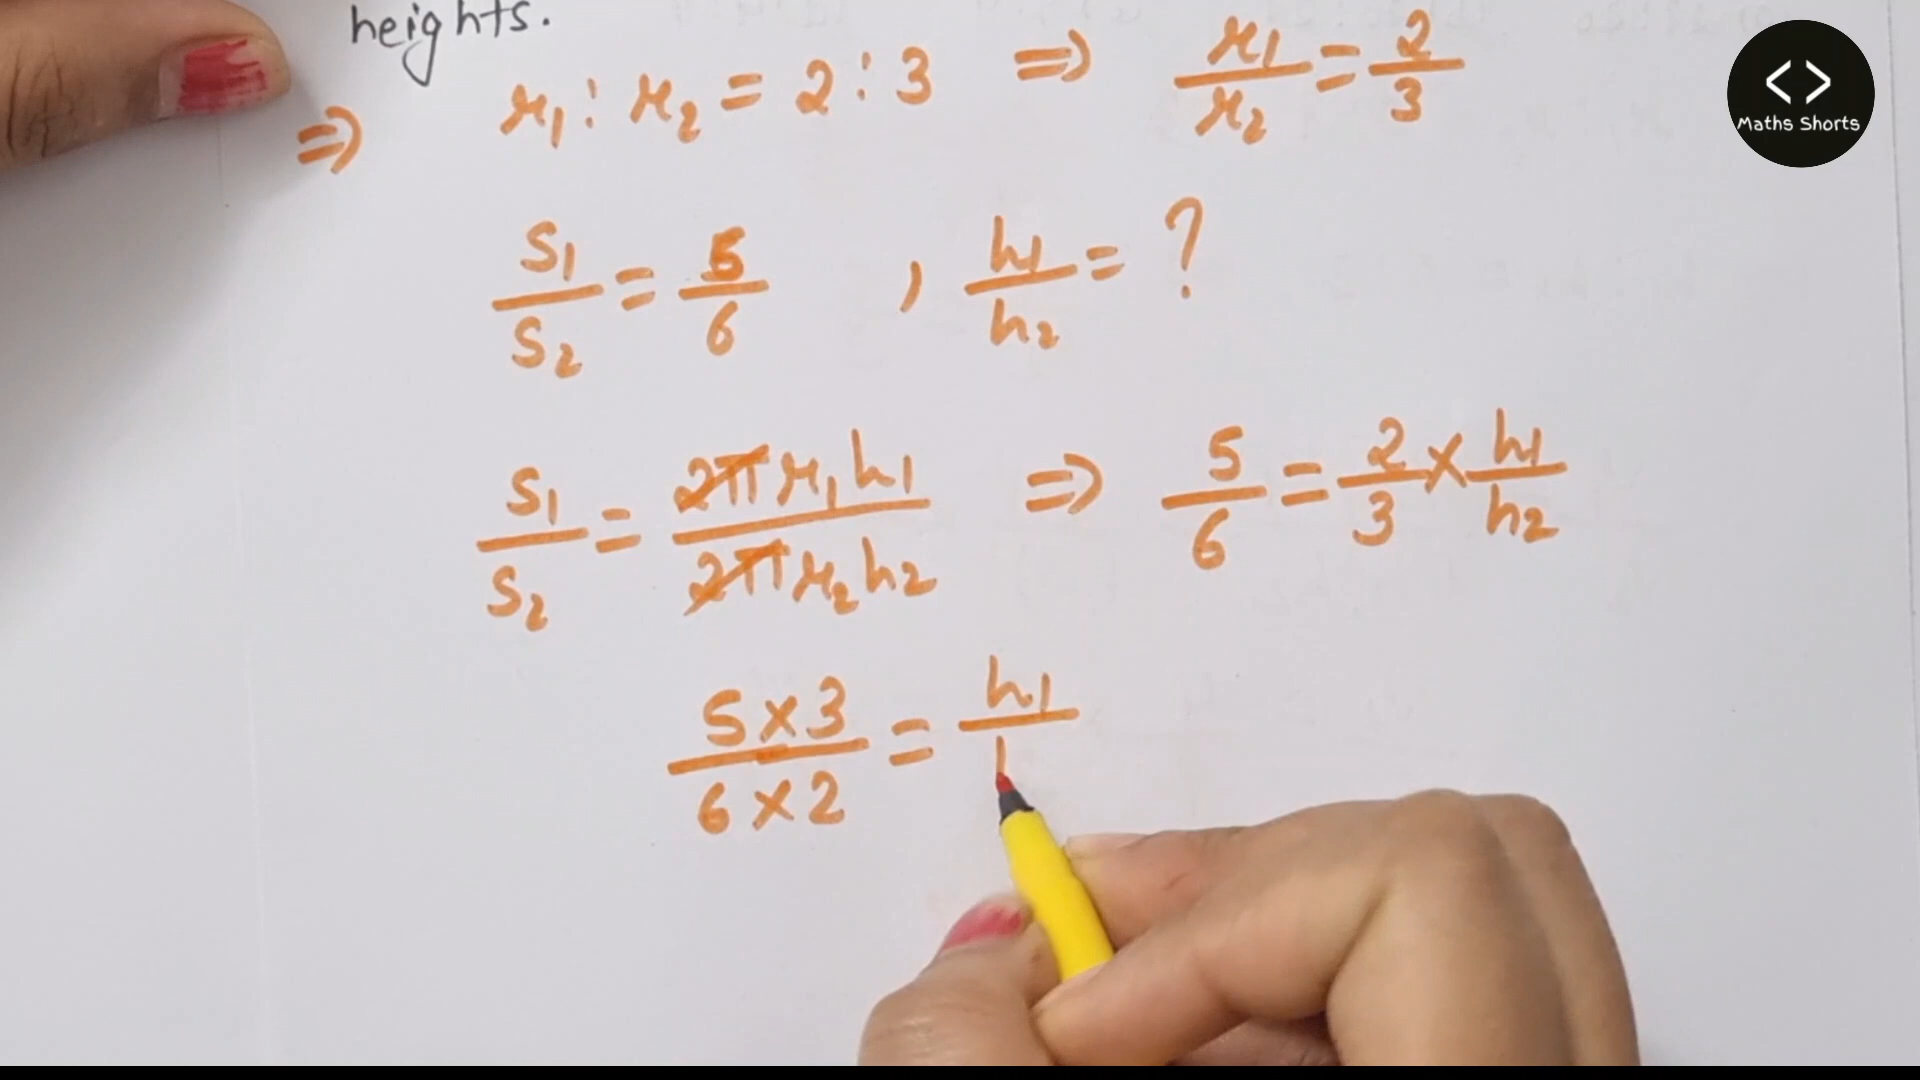 heights.
⇒ r₁ : r₂ = 2 : 3 ⇒ r₁/r₂ = 2/3
< >
Maths Shorts
S₁/S₂ = 5/6 , h₁/h₂ = ?
S₁/S₂ = 2πr₁h₁/2πr₂h₂ ⇒ 5/6 = 2/3 × h₁/h₂
5×3/6×2 = h₁/